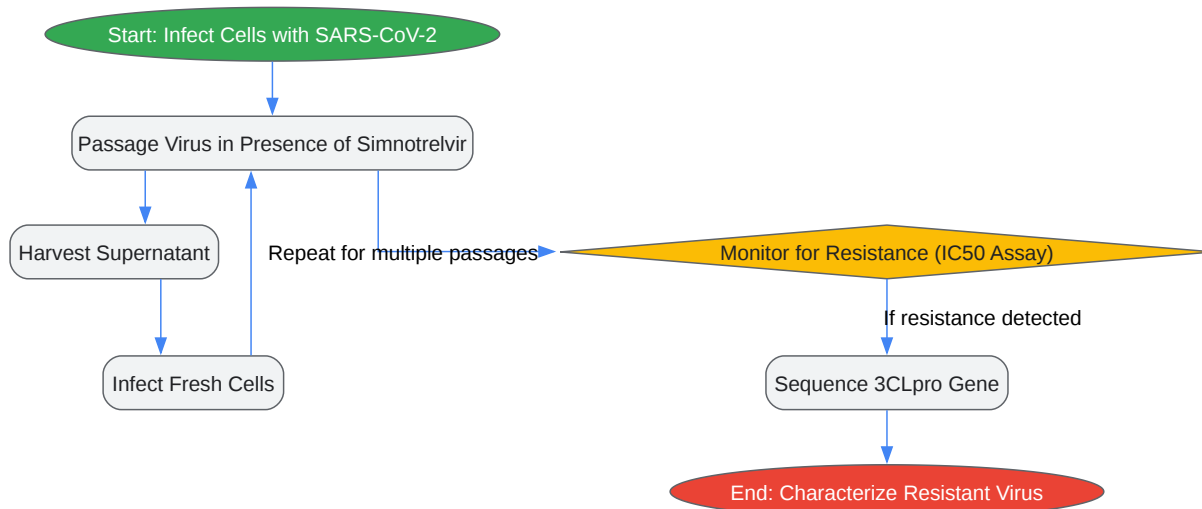 Start: Infect Cells with SARS-CoV-2
Passage Virus in Presence of Simnotrelvir
Harvest Supernatant
Repeat for multiple passages
Monitor for Resistance (IC50 Assay)
If resistance detected
Infect Fresh Cells
Sequence 3CLpro Gene
End: Characterize Resistant Virus